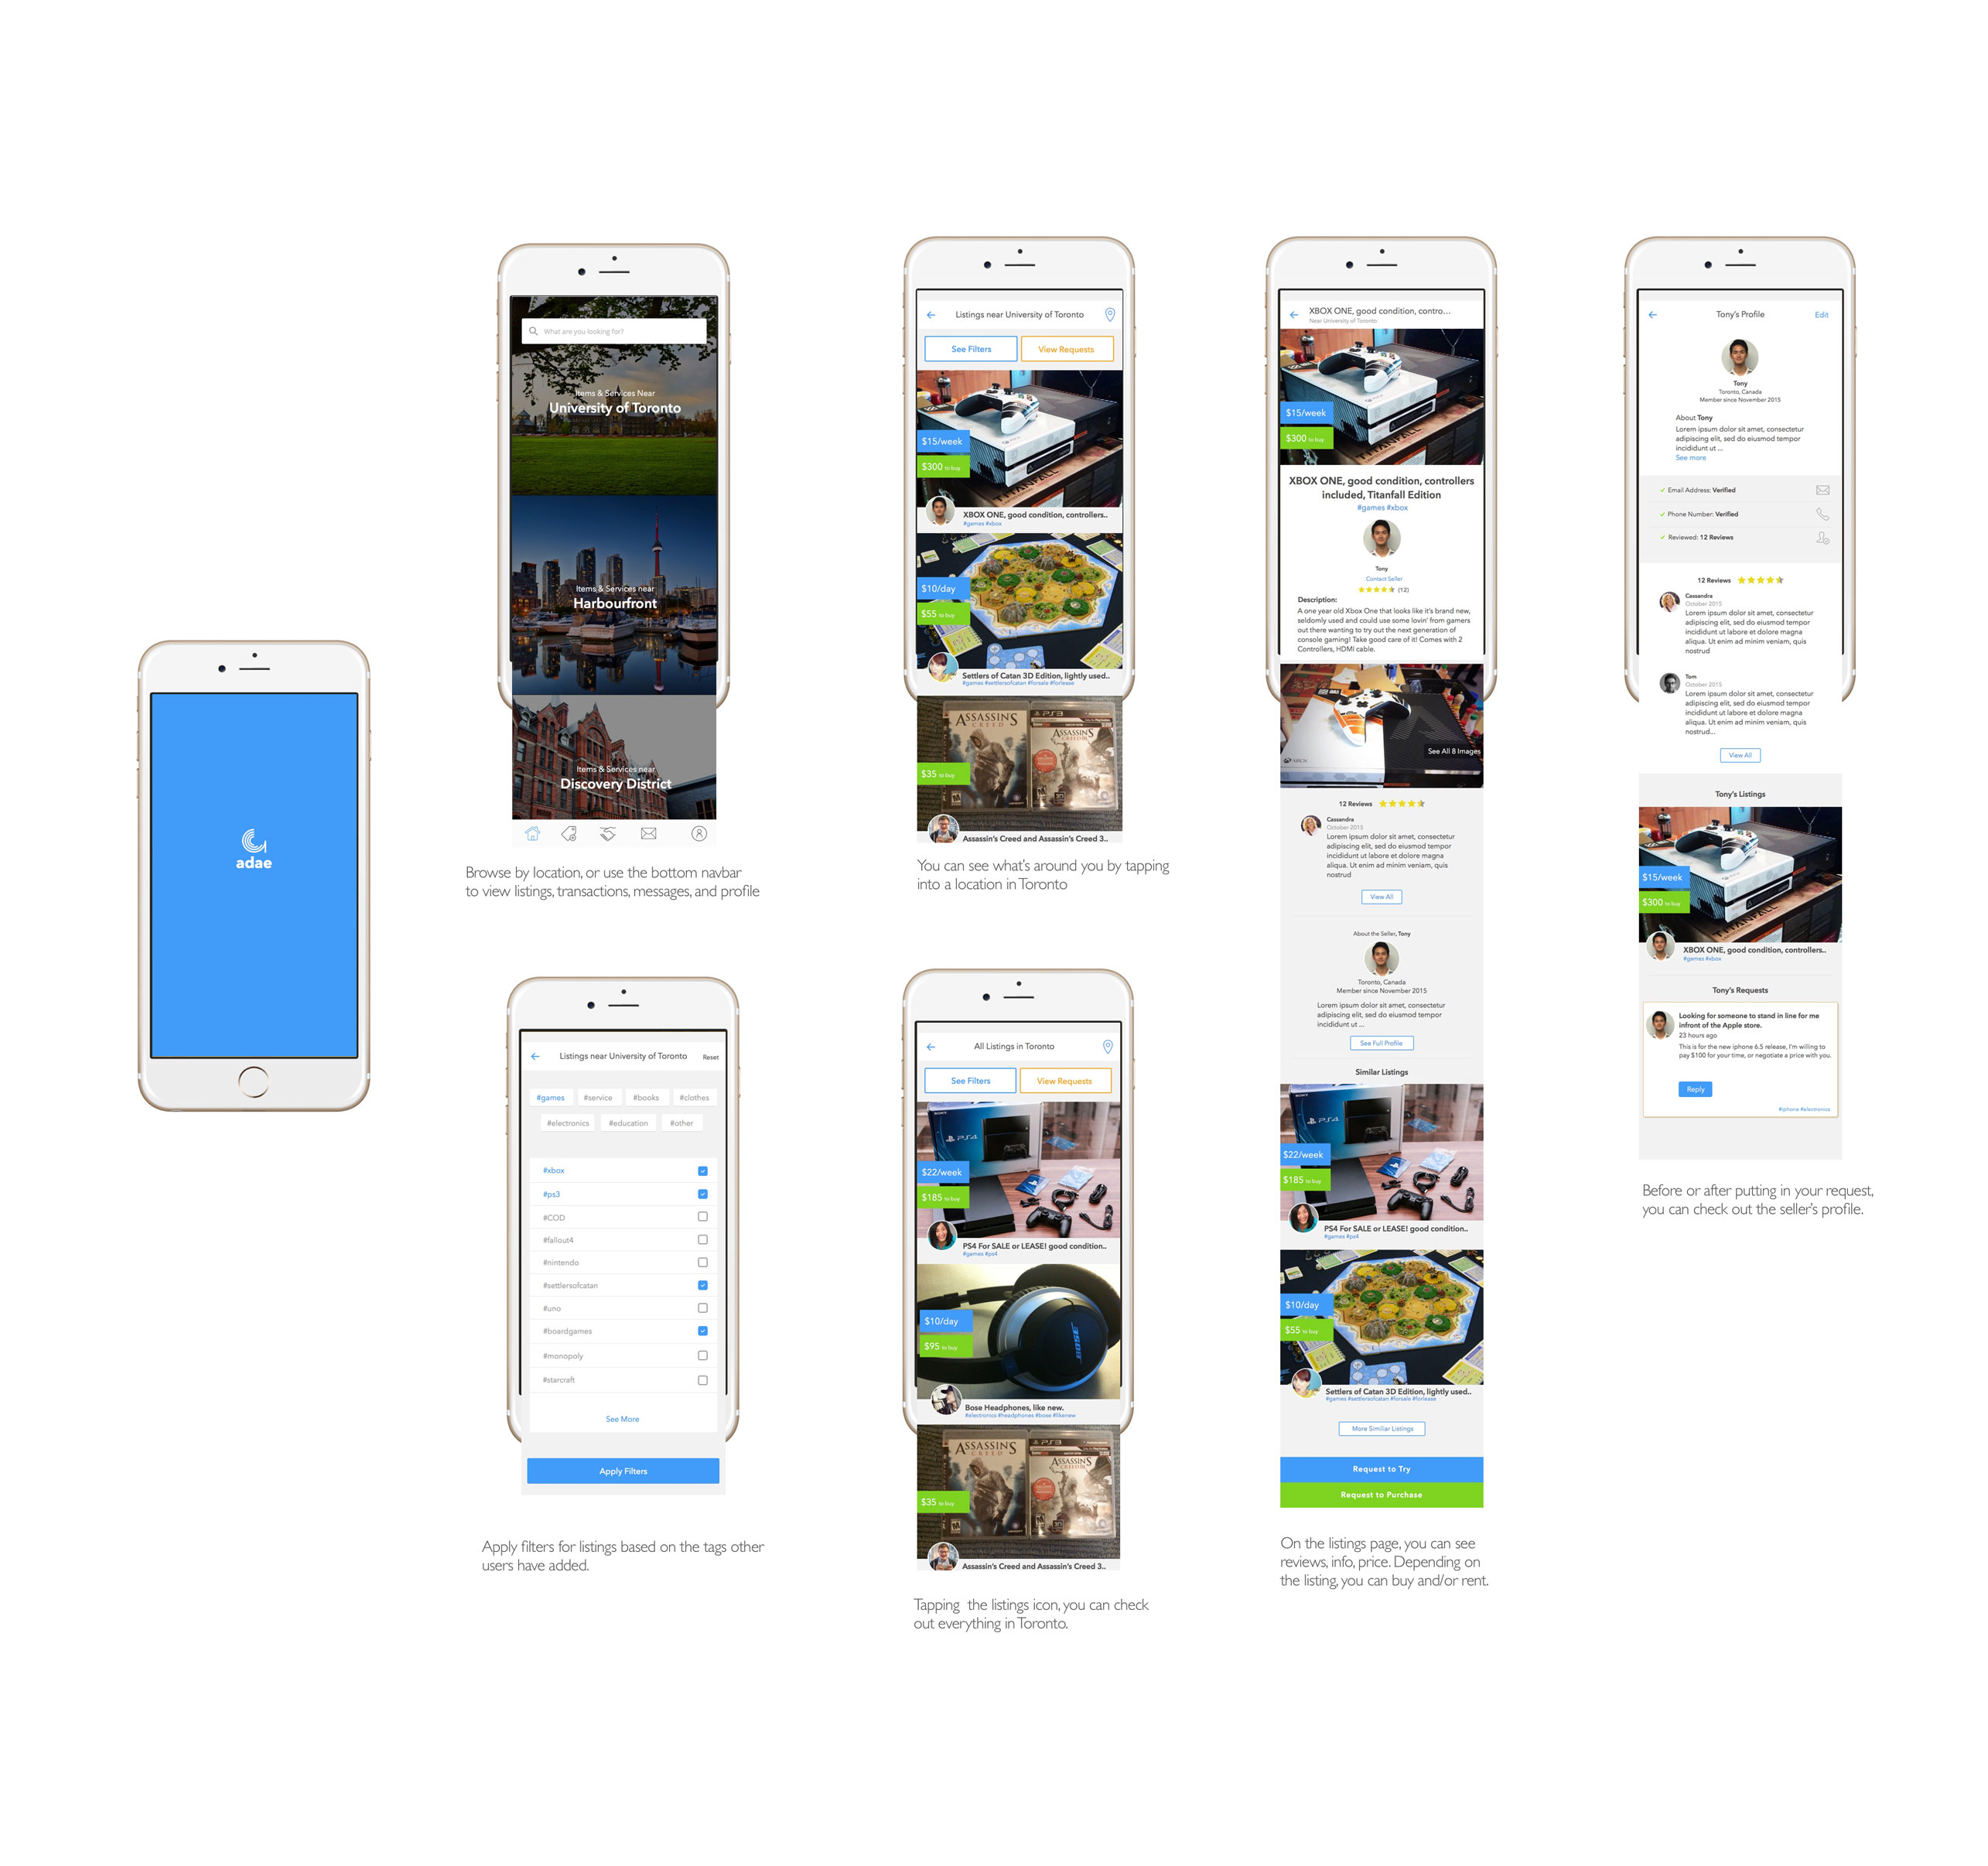 adae
What are you looking for?
Items & Services Near
University of Toronto
Items & Services near
Harbourfront
Items & Services near
Discovery District
Browse by location, or use the bottom navbar
to view listings, transactions, messages, and profile
Listings near University of Toronto
Reset
#games
#service
#books
#clothes
#electronics
#education
#other
#xbox
#ps3
#COD
#fallout4
#nintendo
#settlersofcatan
#uno
#boardgames
#monopoly
#starcraft
See More
Apply Filters
Apply filters for listings based on the tags other
users have added.
Listings near University of Toronto
See Filters
View Requests
$15/week
$300 to buy
TITANFALL
XBOX ONE, good condition, controllers..
#games #xbox
$10/day
$55 to buy
Settlers of Catan 3D Edition, lightly used..
#games #settlersofcatan #forsale #forlease
ASSASSIN'S
CREED
PS3
ASSASSIN'S
CREED III
$35 to buy
Assassin's Creed and Assassin's Creed 3..
You can see what's around you by tapping
into a location in Toronto
All Listings in Toronto
See Filters
View Requests
SONY
PS4
$22/week
$185 to buy
PS4 For SALE or LEASE! good condition..
#games #ps4
BOSE
$10/day
$95 to buy
Bose Headphones, like new.
#electronics #headphones #bose #likenew
ASSASSIN'S
CREED
PS3
ASSASSIN'S
CREED III
$35 to buy
Assassin's Creed and Assassin's Creed 3..
Tapping  the listings icon, you can check
out everything in Toronto.
XBOX ONE, good condition, contro...
Near University of Toronto
$15/week
$300 to buy
TITANFALL
XBOX ONE, good condition, controllers
included, Titanfall Edition
#games #xbox
Tony
Contact Seller
(12)
Description:
A one year old Xbox One that looks like it's brand new,
seldomly used and could use some lovin' from gamers
out there wanting to try out the next generation of
console gaming! Take good care of it! Comes with 2
Controllers, HDMI cable.
XBOX
See All 8 Images
12 Reviews
Cassandra
October 2015
Lorem ipsum dolor sit amet, consectetur
adipiscing elit, sed do eiusmod tempor
incididunt ut labore et dolore magna
aliqua. Ut enim ad minim veniam, quis
nostrud
View All
About the Seller, Tony
Toronto, Canada
Member since November 2015
Lorem ipsum dolor sit amet, consectetur
adipiscing elit, sed do eiusmod tempor
incididunt ut ...
See Full Profile
Similar Listings
SONY
PS4
$22/week
$185 to buy
PS4 For SALE or LEASE! good condition..
#games #ps4
$10/day
$55 to buy
Settlers of Catan 3D Edition, lightly used..
#games #settlersofcatan #forsale #forlease
More Similiar Listings
Request to Try
Request to Purchase
On the listings page, you can see
reviews, info, price. Depending on
the listing, you can buy and/or rent.
Tony's Profile
Edit
Tony
Toronto, Canada
Member since November 2015
About Tony
Lorem ipsum dolor sit amet, consectetur
adipiscing elit, sed do eiusmod tempor
incididunt ut ...
See more
Email Address: Verified
Phone Number: Verified
Reviewed: 12 Reviews
12 Reviews
Cassandra
October 2015
Lorem ipsum dolor sit amet, consectetur
adipiscing elit, sed do eiusmod tempor
incididunt ut labore et dolore magna
aliqua. Ut enim ad minim veniam, quis
nostrud
Tom
October 2015
Lorem ipsum dolor sit amet, consectetur
adipiscing elit, sed do eiusmod tempor
incididunt ut labore et dolore magna
aliqua. Ut enim ad minim veniam, quis
nostrud...
View All
Tony's Listings
$15/week
$300 to buy
TITANFALL
XBOX ONE, good condition, controllers..
#games #xbox
Tony's Requests
Looking for someone to stand in line for me
infront of the Apple store.
23 hours ago
This is for the new iphone 6.5 release, I'm willing to
pay $100 for your time, or negotiate a price with you.
Reply
#iphone #electronics
Before or after putting in your request,
you can check out the seller's profile.